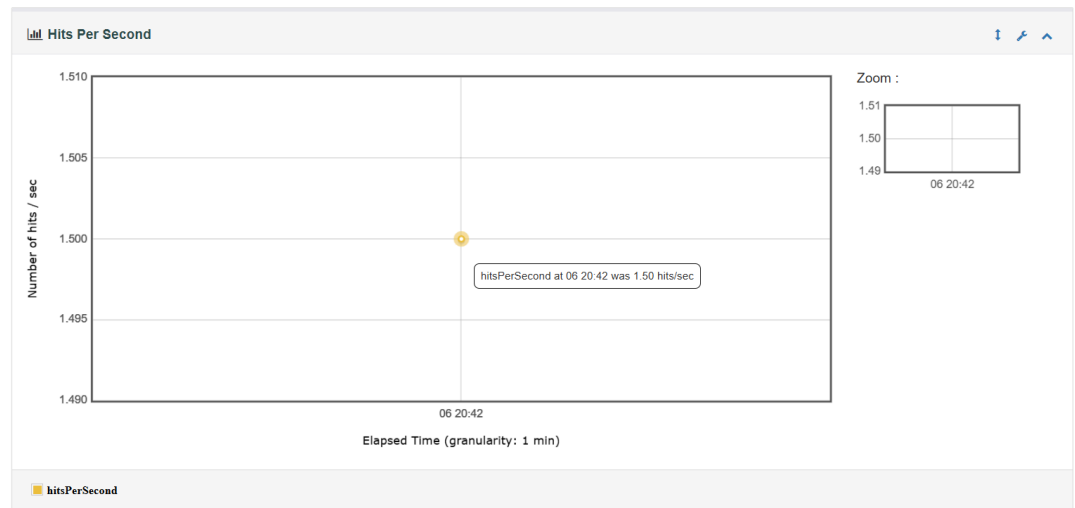 Hits Per Second
1.510
1.505
1.500
1.495
1.490
Number of hits / sec
hitsPerSecond at 06 20:42 was 1.50 hits/sec
06 20:42
Elapsed Time (granularity: 1 min)
Zoom :
1.51
1.50
1.49
06 20:42
hitsPerSecond